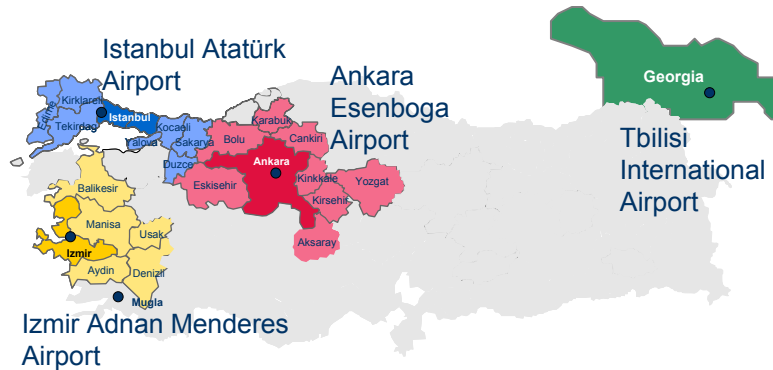 Istanbul Atatürk
Airport
Ankara
Esenboga
Airport
Georgia
Tbilisi
International
Airport
Kirklareli
Edirne
Tekirdag
Istanbul
Kocaeli
Yalova
Sakarya
Duzce
Karabuk
Bolu
Cankiri
Ankara
Eskisehir
Kinkkale
Yozgat
Kirsehir
Aksaray
Balikesir
Manisa
Usak
Izmir
Aydin
Denizli
Mugla
Izmir Adnan Menderes
Airport